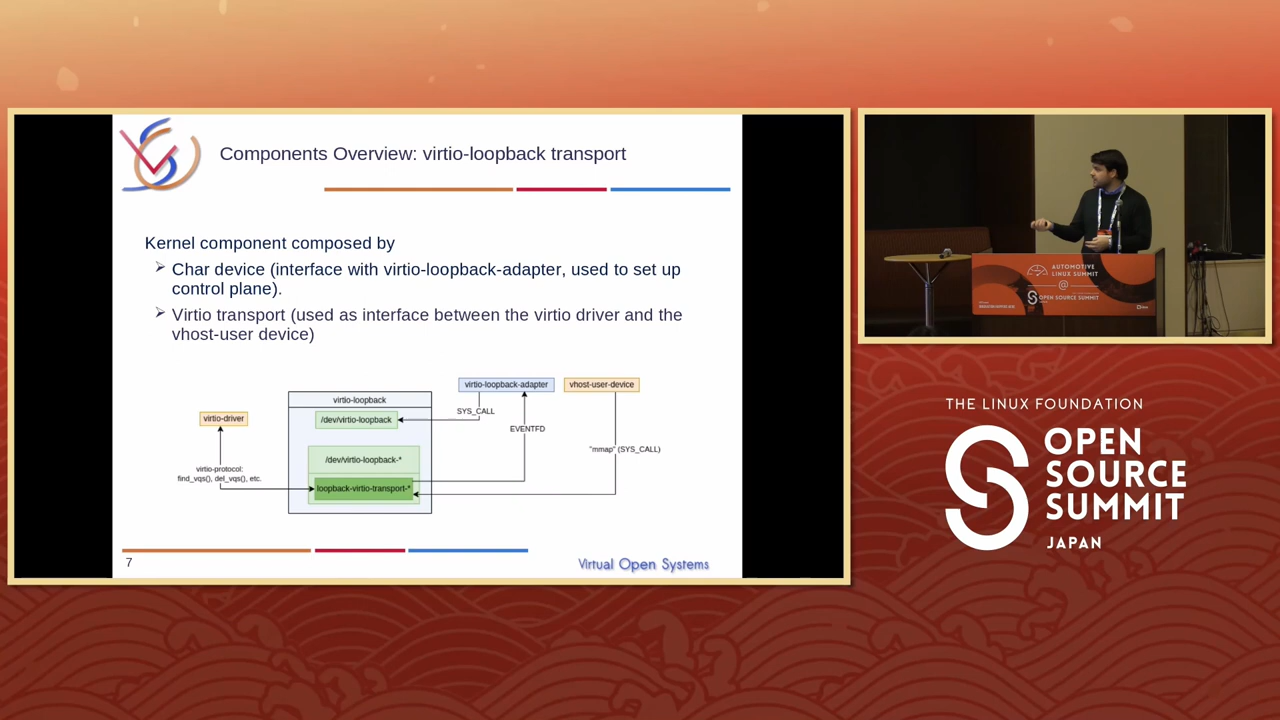 Components Overview: virtio-loopback transport
Kernel component composed by
Char device (interface with virtio-loopback-adapter, used to set up
control plane).
Virtio transport (used as interface between the virtio driver and the
vhost-user device)
virtio-loopback-adapter
vhost-user-device
virtio-loopback
SYS_CALL
virtio-driver
/dev/virtio-loopback
EVENTFD
"mmap" (SYS_CALL)
/dev/virtio-loopback-*
virtio-protocol:
find_vqs(), del_vqs(), etc.
loopback-virtio-transport-*
7
Virtual Open Systems
AUTOMOTIVE
LINUX SUMMIT
@
OPEN SOURCE SUMMIT
THE LINUX FOUNDATION
OPEN
SOURCE
SUMMIT
JAPAN